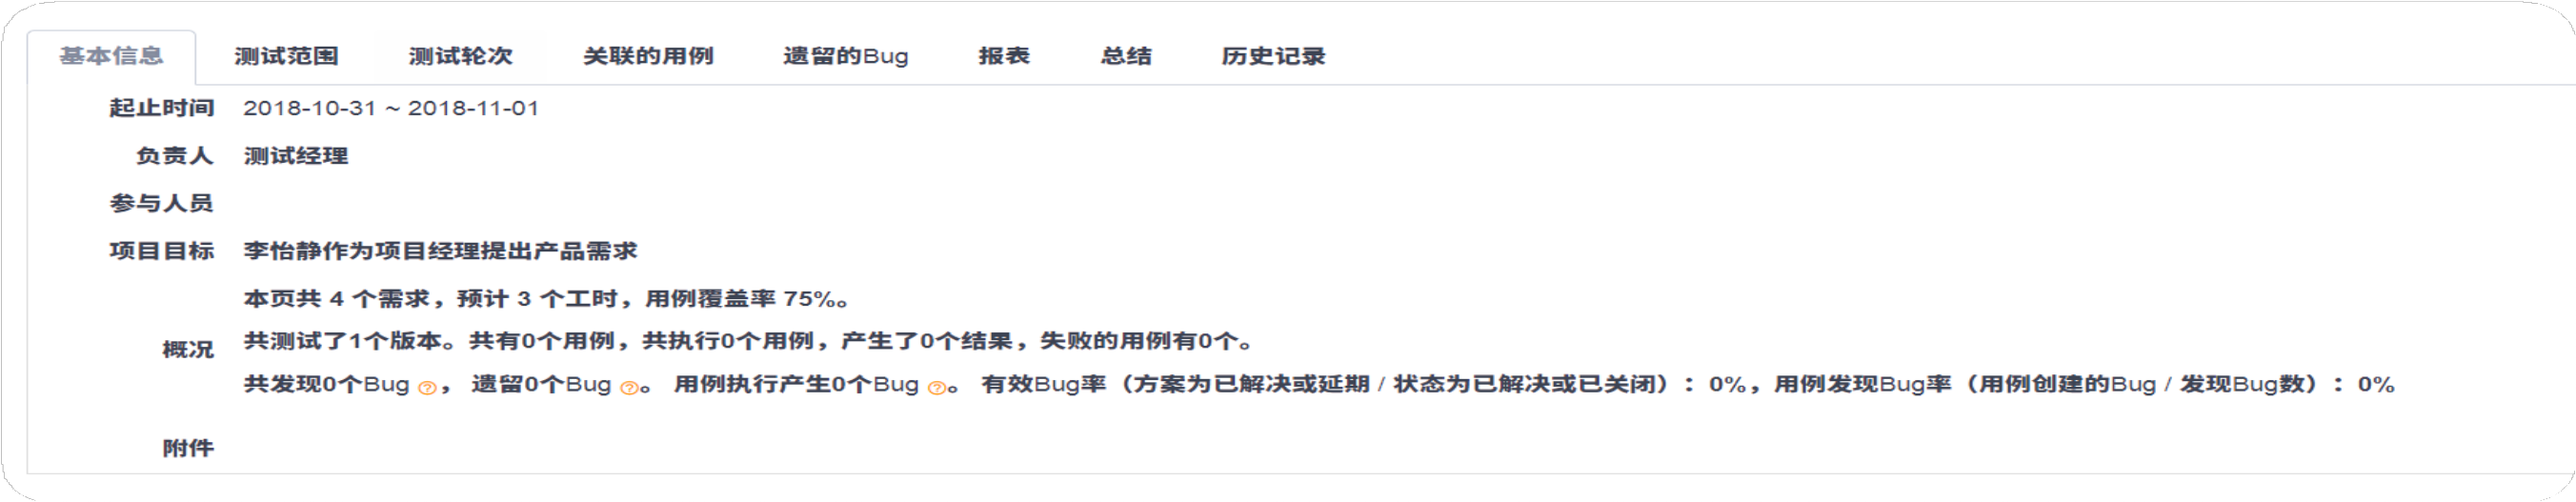 基本信息 测试范围 测试轮次 关联的用例 遗留的Bug 报表 总结 历史记录
起止时间 2018-10-31 ~ 2018-11-01
负责人 测试经理
参与人员
项目目标 李怡静作为项目经理提出产品需求
本页共 4 个需求，预计 3 个工时，用例覆盖率 75%。
概况 共测试了1个版本。共有0个用例，共执行0个用例，产生了0个结果，失败的用例有0个。
共发现0个Bug ?， 遗留0个Bug ?。 用例执行产生0个Bug ?。 有效Bug率（方案为已解决或延期 / 状态为已解决或已关闭）：0%，用例发现Bug率（用例创建的Bug / 发现Bug数）：0%
附件